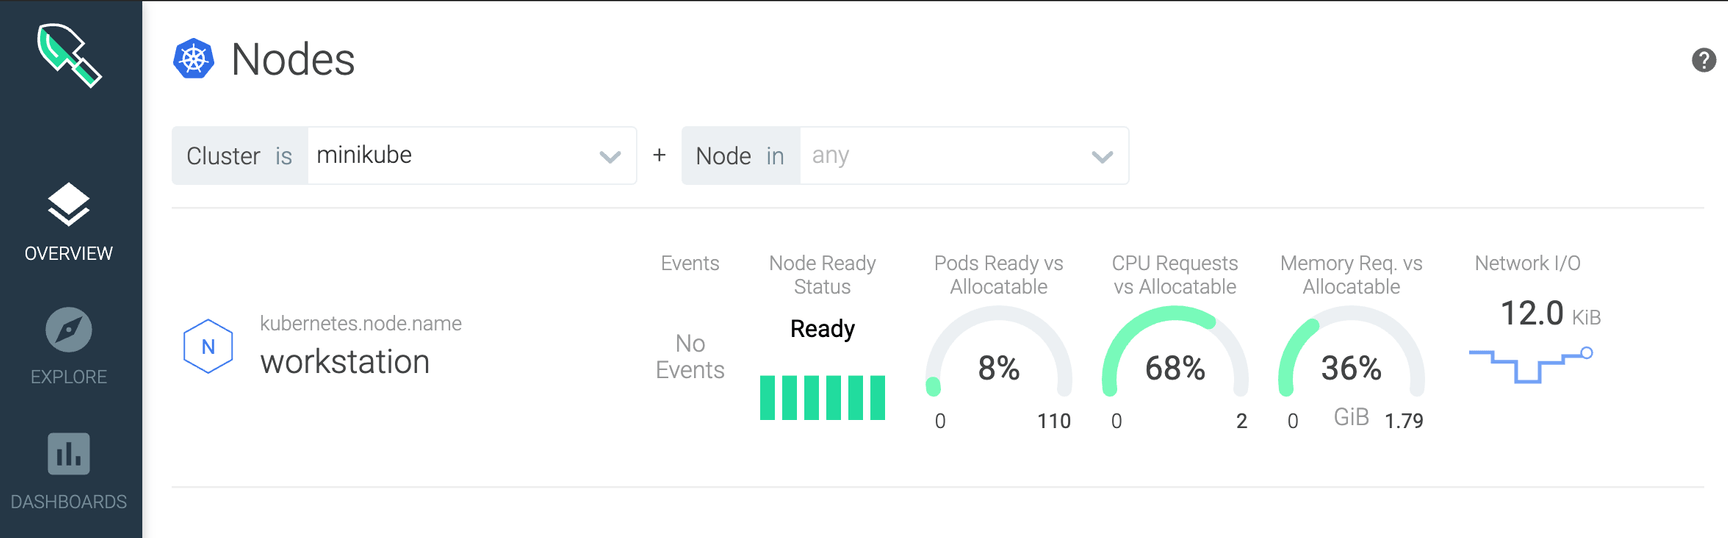 Nodes
?
Cluster is minikube + Node in any
OVERVIEW
EXPLORE
DASHBOARDS
N
kubernetes.node.name
workstation
Events
No
Events
Node Ready
Status
Ready
Pods Ready vs
Allocatable
8%
0 110
CPU Requests
vs Allocatable
68%
0 2
Memory Req. vs
Allocatable
36%
0 GiB 1.79
Network I/O
12.0 KiB